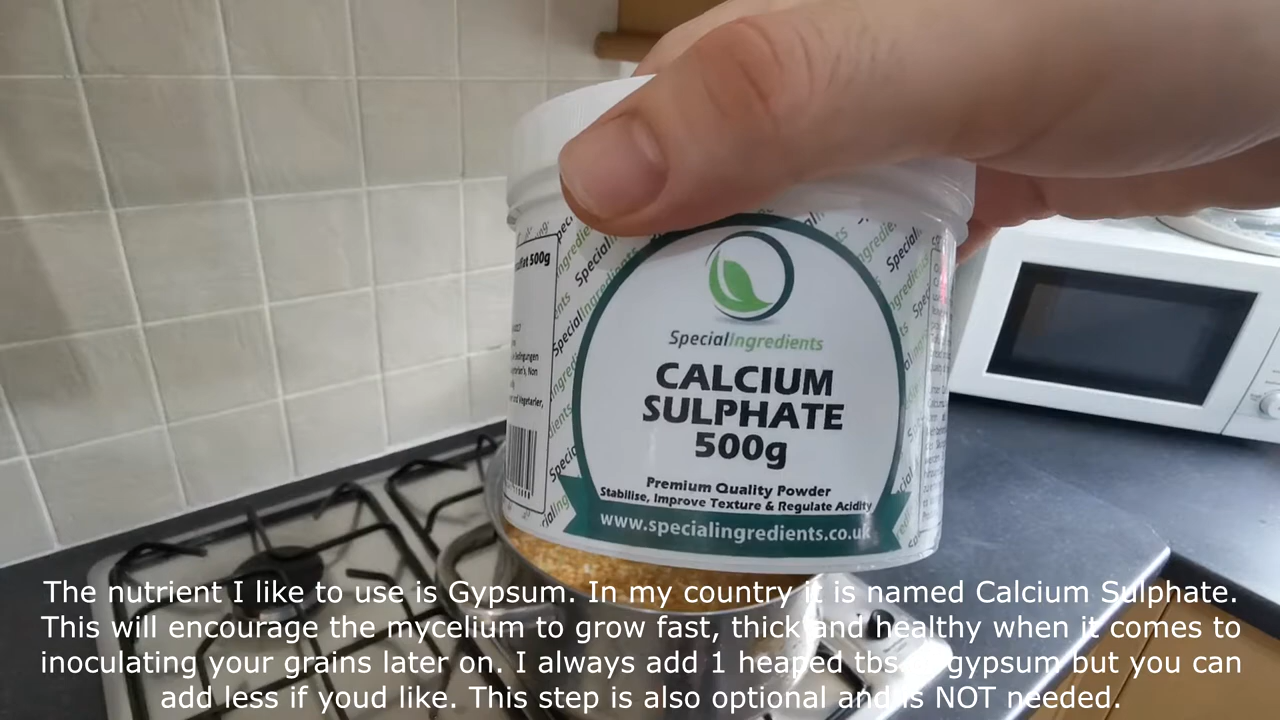 SpecialIngredients
CALCIUM
SULPHATE
500g
Premium Quality Powder
Stabilise, Improve Texture & Regulate Acidity
www.specialingredients.co.uk
500g
The nutrient I like to use is Gypsum. In my country it is named Calcium Sulphate.
This will encourage the mycelium to grow fast, thick and healthy when it comes to
inoculating your grains later on. I always add 1 heaped tbs gypsum but you can
add less if youd like. This step is also optional and is NOT needed.